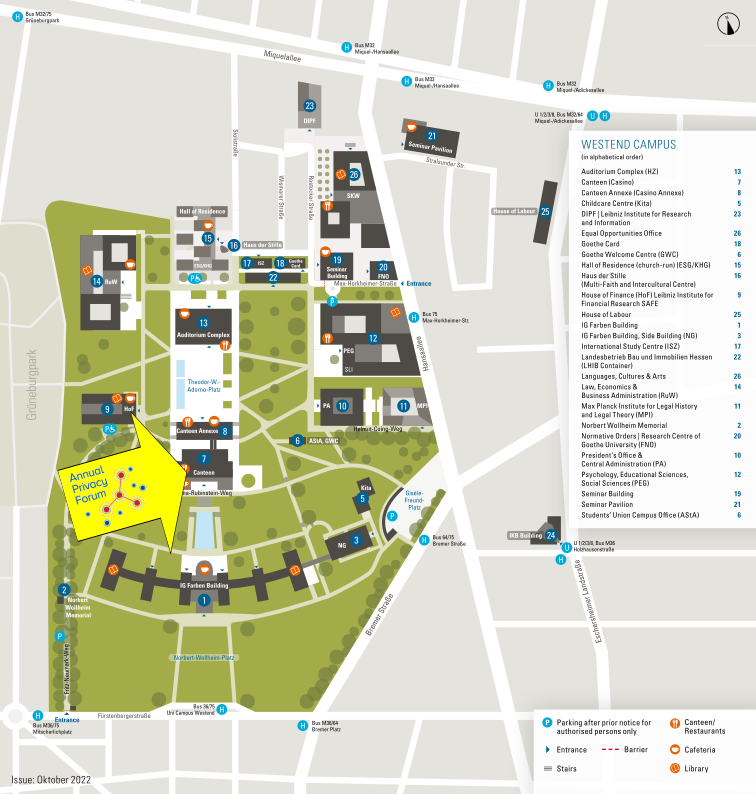 Bus M32/75
Grüneburgpark
Bus M32
Miquel-/Hansaallee
Miquelallee
Bus M32
Miquel-/Hansaallee
Bus M32
Miquel-/Adickesallee
U 1/2/3/8, Bus M32/64
Miquel-/Adickesallee
H
H
H
H
U H
23
DIPF
21
Seminar Pavilion
Stralsunder Str.
Siolistraße
Wismarer Straße
Rostocker Straße
26
SKW
House of Labour 25
Hall of Residence
15
ESG/KHG
16 Haus der Stille
17 ISZ 18 Goethe
Card
22
19
Seminar
Building
20
FNO
Max-Horkheimer-Straße
Entrance
14 RuW
P
P
13
Auditorium Complex
H
Bus 75
Max-Horkheimer-Str.
12
PEG
SLI
Hansaallee
Grüneburgpark
Theodor-W.-
Adorno-Platz
9 HoF
P
PA 10
11 MPI
Helmut-Coing-Weg
Canteen Annexe 8
6 AStA, GWC
7
Canteen
Annual
Privacy
Forum
na-Rubinstein-Weg
Kita
5
Gisèle-
Freund-
Platz
P
NG 3
H
Bus 64/75
Bremer Straße
IKB Building 24
U
U 1/2/3/8, Bus M36
Holzhausenstraße
H
IG Farben Building
1
2
Norbert
Wollheim
Memorial
P
Fritz-Neumark-Weg
Norbert-Wollheim-Platz
Bremer Straße
Eschersheimer Landstraße
Bus 36/75
Uni Campus Westend
H
H
Bus M36/75
Mitscherlichplatz
Entrance
Fürstenbergerstraße
H
Bus M36/64
Bremer Platz
Issue: Oktober 2022
WESTEND CAMPUS
(in alphabetical order)
Auditorium Complex (HZ) 13
Canteen (Casino) 7
Canteen Annexe (Casino Annexe) 8
Childcare Centre (Kita) 5
DIPF | Leibniz Institute for Research 23
and Information
Equal Opportunities Office 26
Goethe Card 18
Goethe Welcome Centre (GWC) 6
Hall of Residence (church-run) (ESG/KHG) 15
Haus der Stille 16
(Multi-Faith and Intercultural Centre)
House of Finance (HoF) Leibniz Institute for 9
Financial Research SAFE
House of Labour 25
IG Farben Building 1
IG Farben Building, Side Building (NG) 3
International Study Centre (ISZ) 17
Landesbetrieb Bau und Immobilien Hessen 22
(LHIB Container)
Languages, Cultures & Arts 26
Law, Economics & 14
Business Administration (RuW)
Max Planck Institute for Legal History 11
and Legal Theory (MPI)
Norbert Wollheim Memorial 2
Normative Orders | Research Centre of 20
Goethe University (FNO)
President's Office & 10
Central Administration (PA)
Psychology, Educational Sciences, 12
Social Sciences (PEG)
Seminar Building 19
Seminar Pavilion 21
Students' Union Campus Office (AStA) 6
P Parking after prior notice for
authorised persons only
Canteen/
Restaurants
Entrance
Barrier
Cafeteria
Stairs
Library